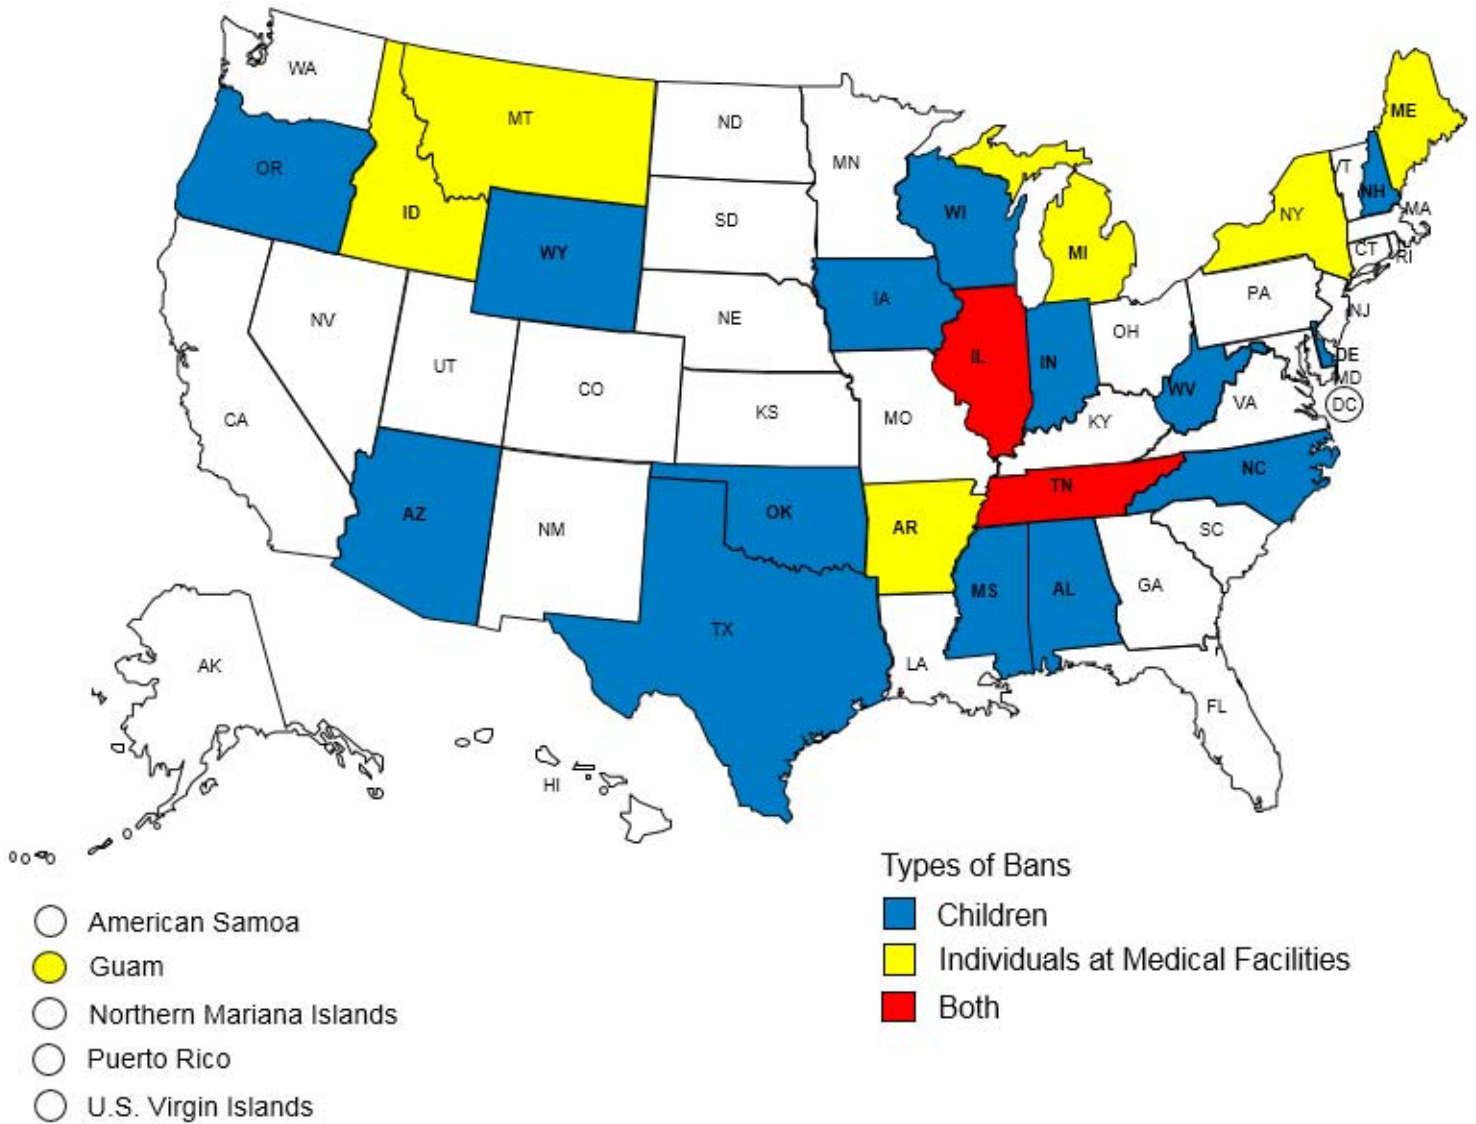 WA
MT
ND
MN
ME
OR
ID
SD
WI
MI
NY
VT
NH
MA
CT
RI
WY
NV
UT
NE
IA
IL
IN
OH
PA
NJ
DE
MD
DC
CA
CO
KS
MO
KY
WV
VA
AZ
NM
OK
AR
TN
NC
SC
TX
LA
MS
AL
GA
FL
AK
HI
Types of Bans
Children
Individuals at Medical Facilities
Both
American Samoa
Guam
Northern Mariana Islands
Puerto Rico
U.S. Virgin Islands